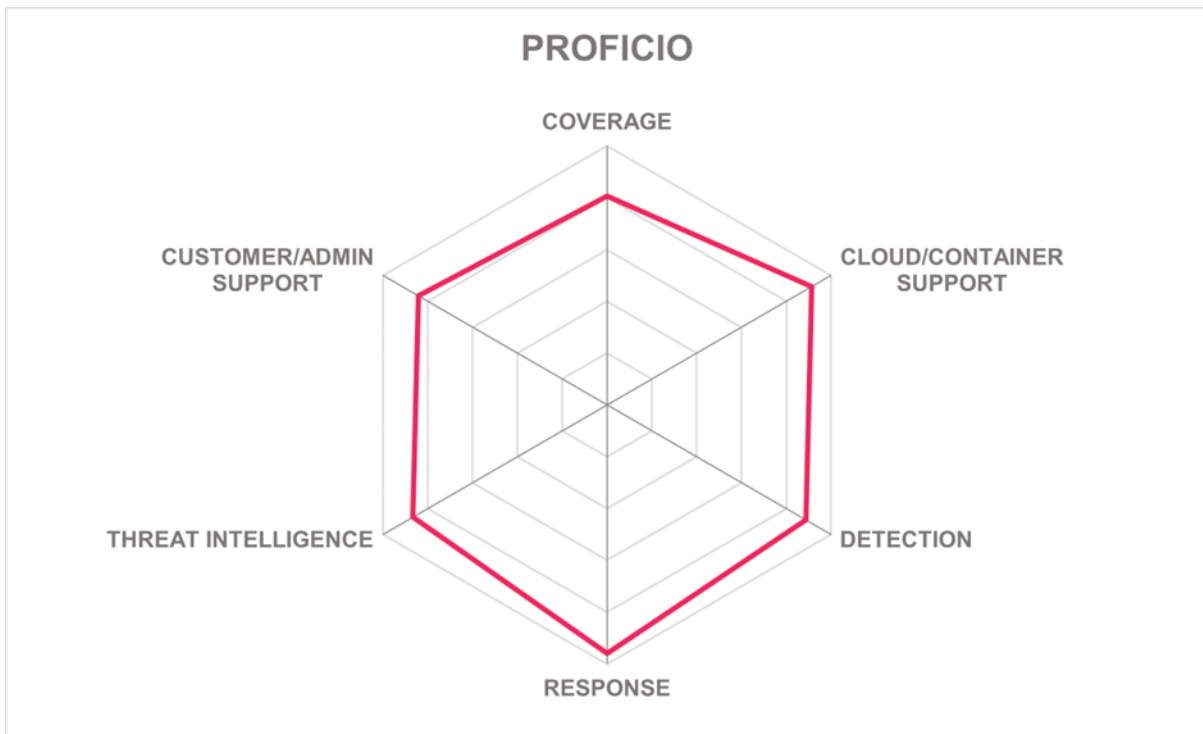 PROFICIO
COVERAGE
CUSTOMER/ADMIN
SUPPORT
CLOUD/CONTAINER
SUPPORT
THREAT INTELLIGENCE
DETECTION
RESPONSE